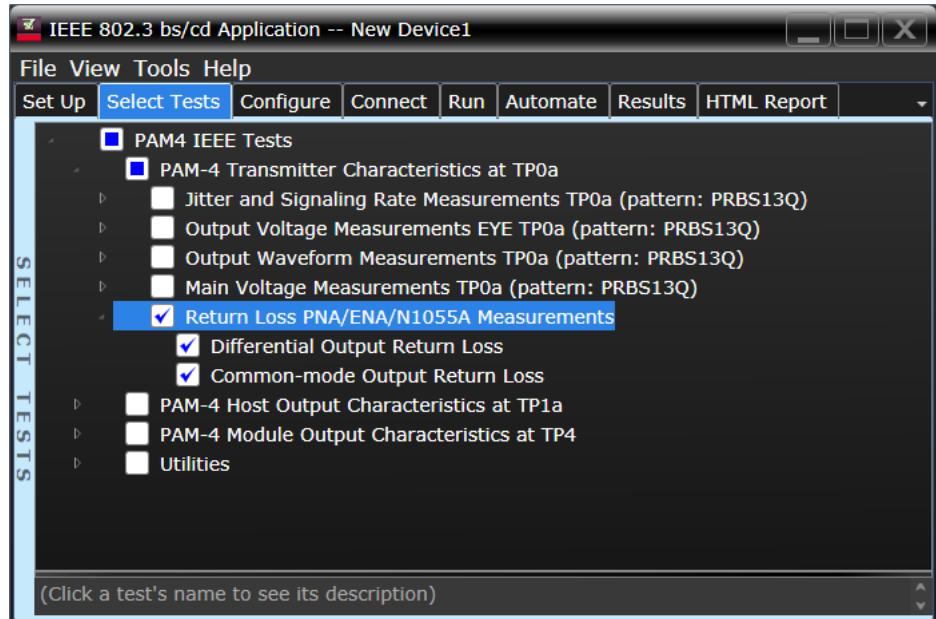 IEEE 802.3 bs/cd Application -- New Device1
File View Tools Help
Set Up Select Tests Configure Connect Run Automate Results HTML Report
SELECT TESTS
PAM4 IEEE Tests
PAM-4 Transmitter Characteristics at TP0a
Jitter and Signaling Rate Measurements TP0a (pattern: PRBS13Q)
Output Voltage Measurements EYE TP0a (pattern: PRBS13Q)
Output Waveform Measurements TP0a (pattern: PRBS13Q)
Main Voltage Measurements TP0a (pattern: PRBS13Q)
Return Loss PNA/ENA/N1055A Measurements
Differential Output Return Loss
Common-mode Output Return Loss
PAM-4 Host Output Characteristics at TP1a
PAM-4 Module Output Characteristics at TP4
Utilities
(Click a test's name to see its description)